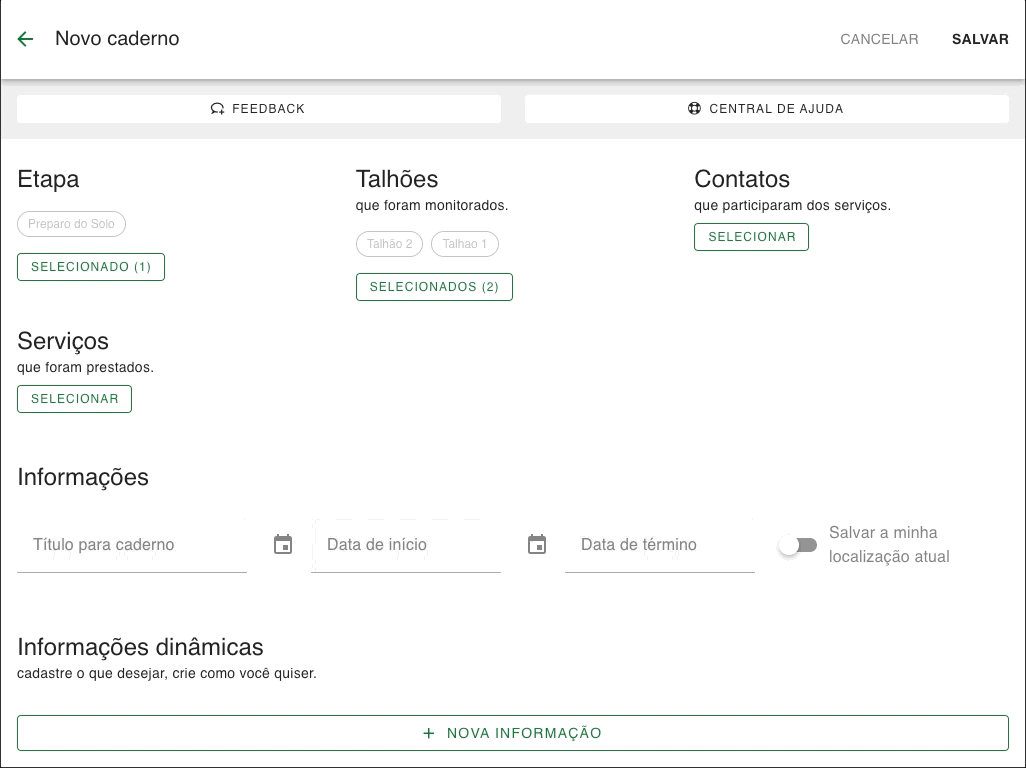 Novo caderno
CANCELAR
SALVAR
FEEDBACK
CENTRAL DE AJUDA
Etapa
Preparo do Solo
SELECIONADO (1)
Talhões
que foram monitorados.
Talhão 2
Talhao 1
SELECIONADOS (2)
Contatos
que participaram dos serviços.
SELECIONAR
Serviços
que foram prestados.
SELECIONAR
Informações
Título para caderno
Data de início
Data de término
Salvar a minha
localização atual
Informações dinâmicas
cadastre o que desejar, crie como você quiser.
+ NOVA INFORMAÇÃO